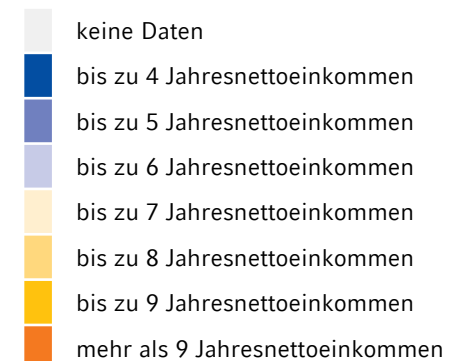 keine Daten
bis zu 4 Jahresnettoeinkommen
bis zu 5 Jahresnettoeinkommen
bis zu 6 Jahresnettoeinkommen
bis zu 7 Jahresnettoeinkommen
bis zu 8 Jahresnettoeinkommen
bis zu 9 Jahresnettoeinkommen
mehr als 9 Jahresnettoeinkommen